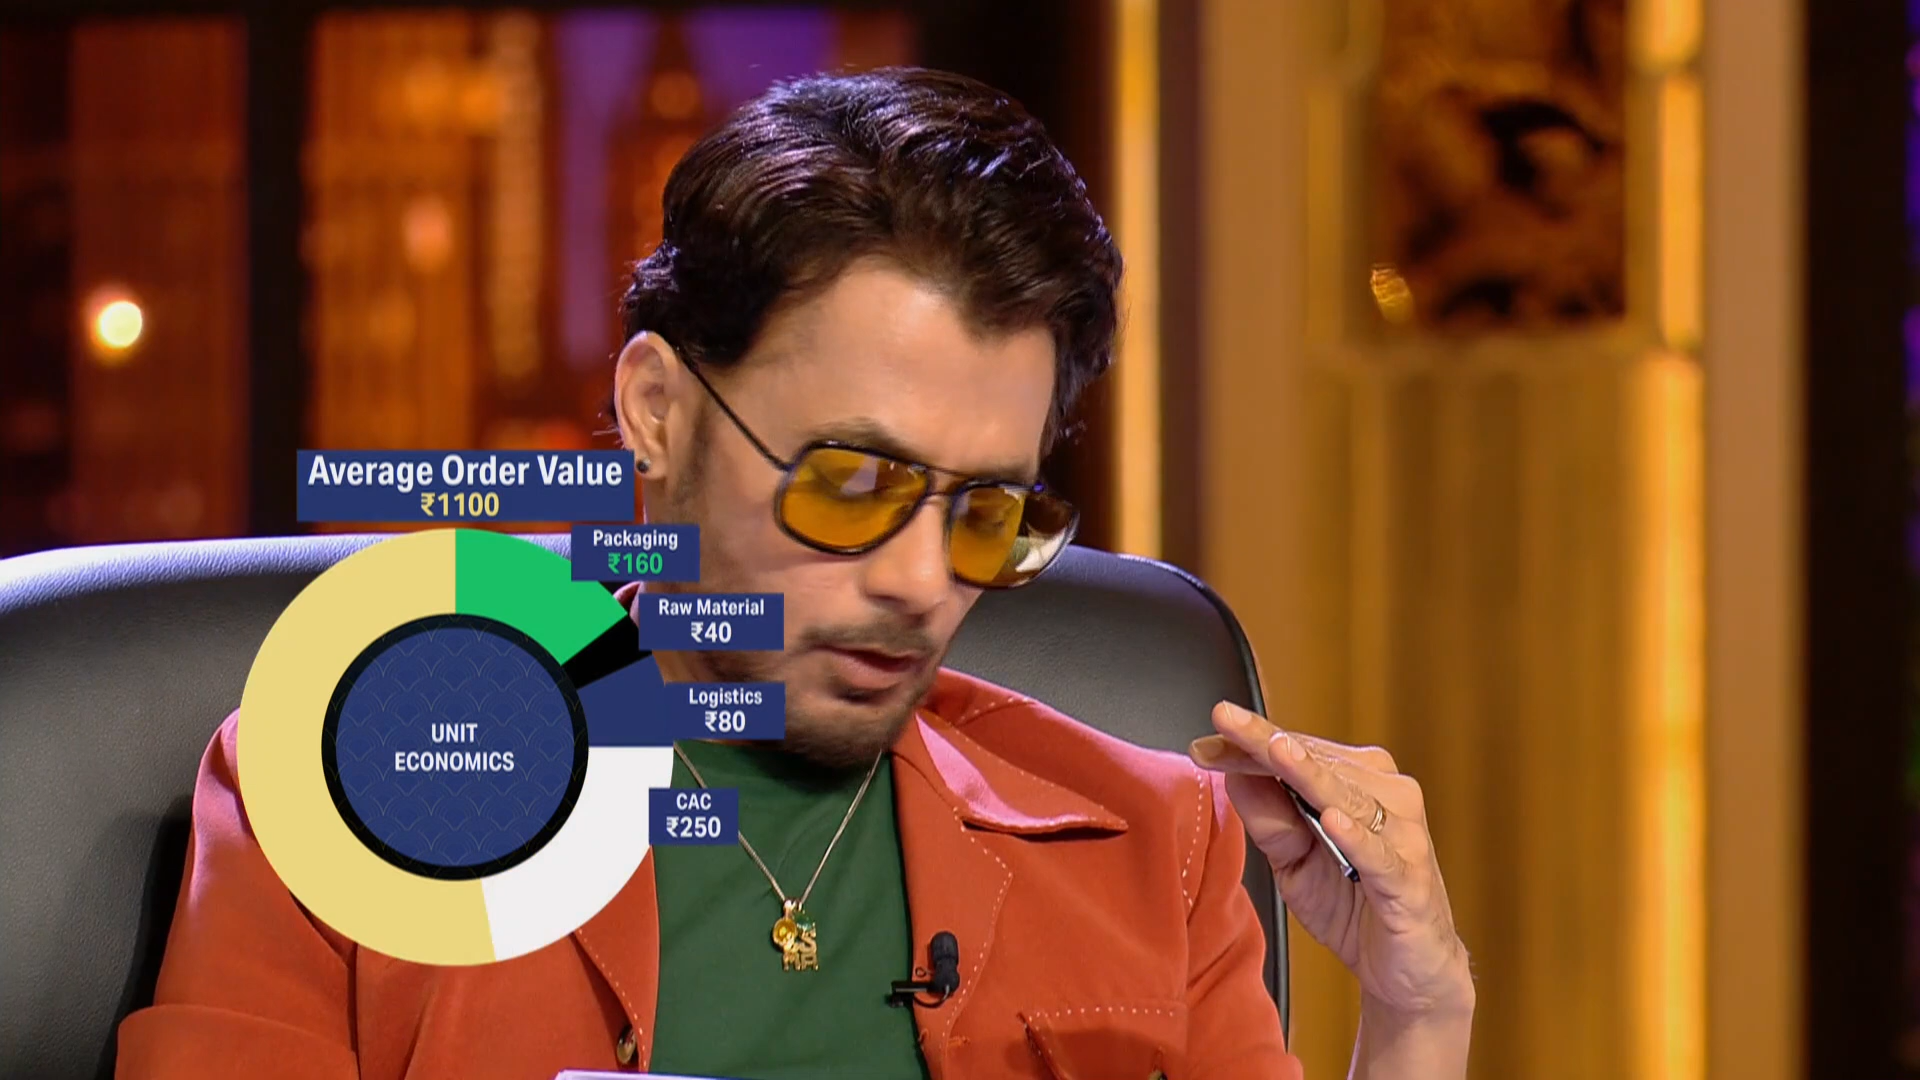 Average Order Value
₹1100
Packaging
₹160
Raw Material
₹40
Logistics
₹80
UNIT
ECONOMICS
CAC
₹250